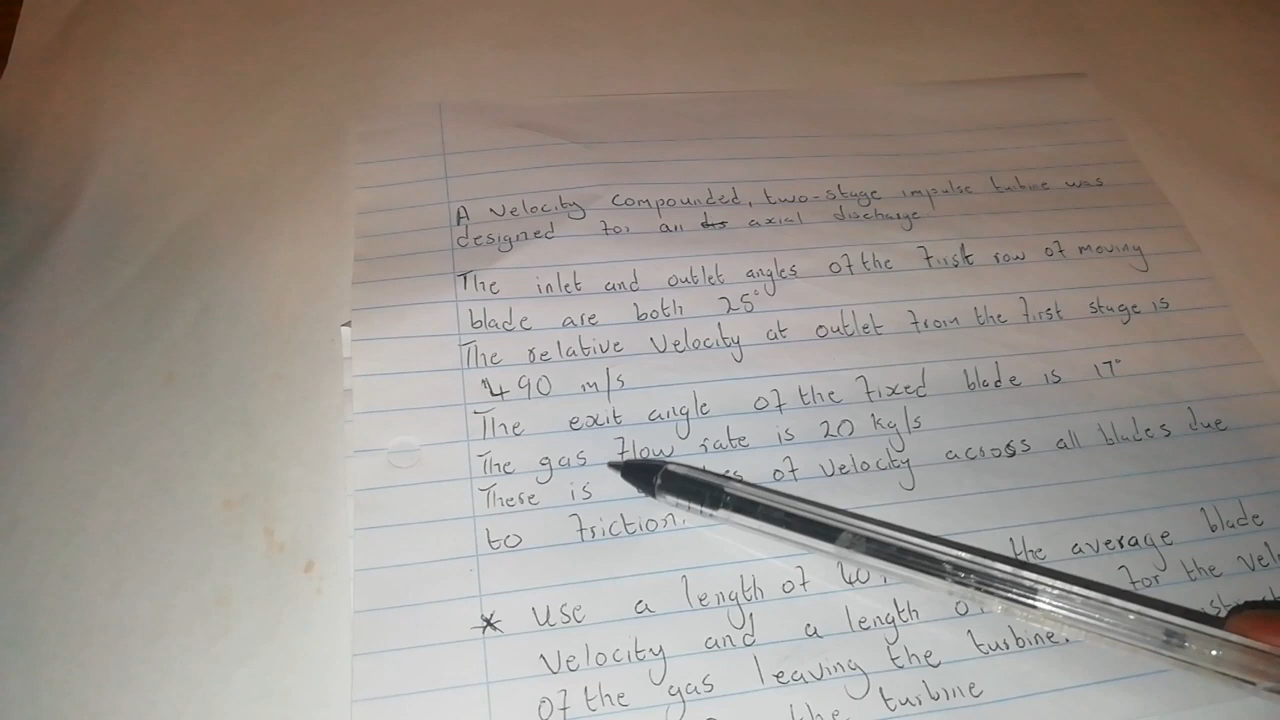 A Velocity compounded, two-stage impulse turbine was
designed for an axial discharge
The inlet and outlet angles of the first row of moving
blade are both 25°
The relative Velocity at outlet from the first stage is
490 m/s
The exit angle of the fixed blade is 17°
The gas flow rate is 20 kg/s
There is of velocity across all blades due
to friction.
* Use a length of 40 the average blade
Velocity and a length for the
of the gas leaving the turbine.
the turbine